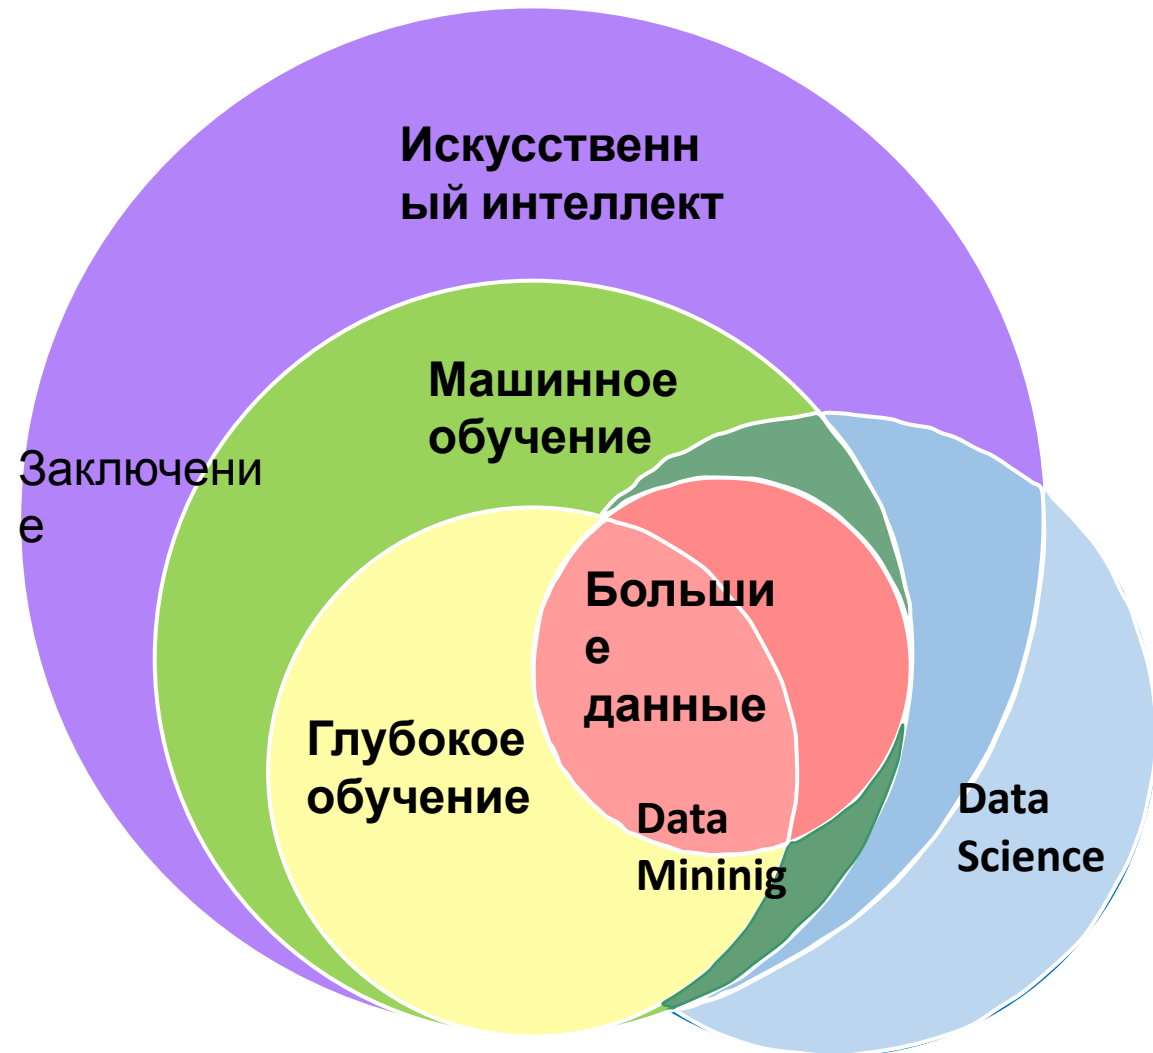 Искусственн
ый интеллект
Машинное
обучение
Заключени
е
Больши
е
данные
Глубокое
обучение
Data
Mininig
Data
Science